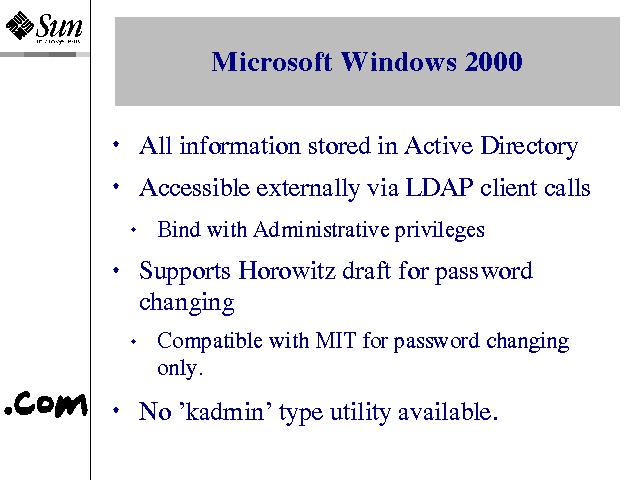 Sun
microsystems
Microsoft Windows 2000
• All information stored in Active Directory
• Accessible externally via LDAP client calls
• Bind with Administrative privileges
• Supports Horowitz draft for password
changing
• Compatible with MIT for password changing
only.
.com
• No ’kadmin’ type utility available.